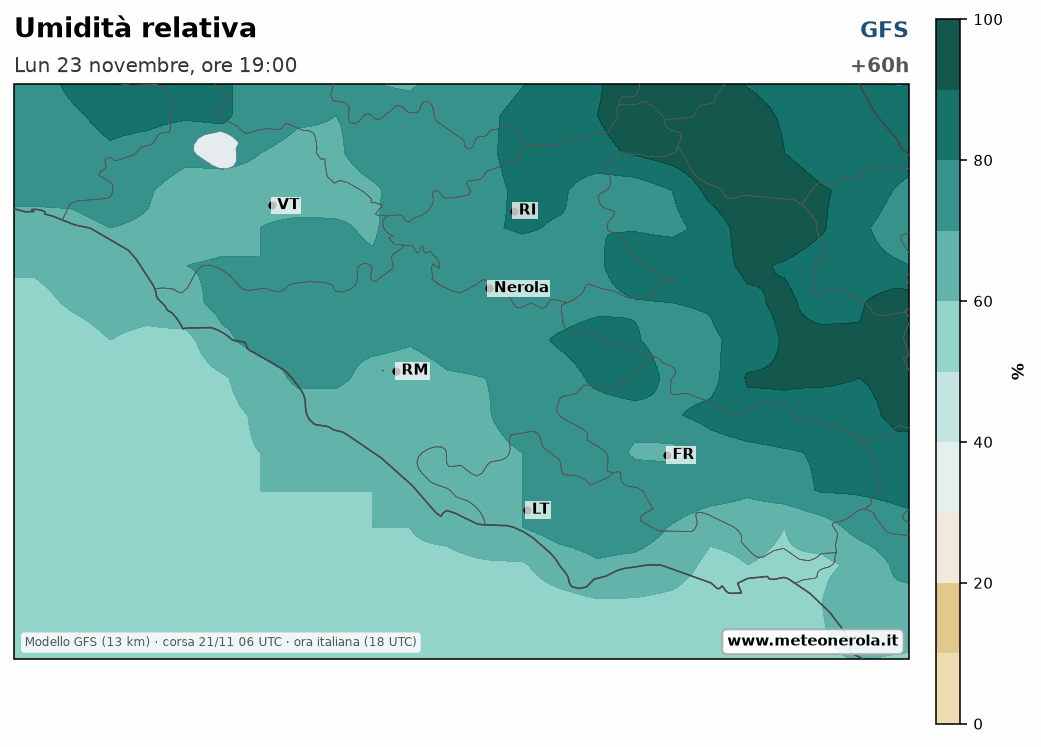 Umidità relativa
GFS
Lun 23 novembre, ore 19:00
+60h
100
80
60
40
20
0
%
VT
RI
Nerola
RM
FR
LT
Modello GFS (13 km) · corsa 21/11 06 UTC · ora italiana (18 UTC)
www.meteonerola.it